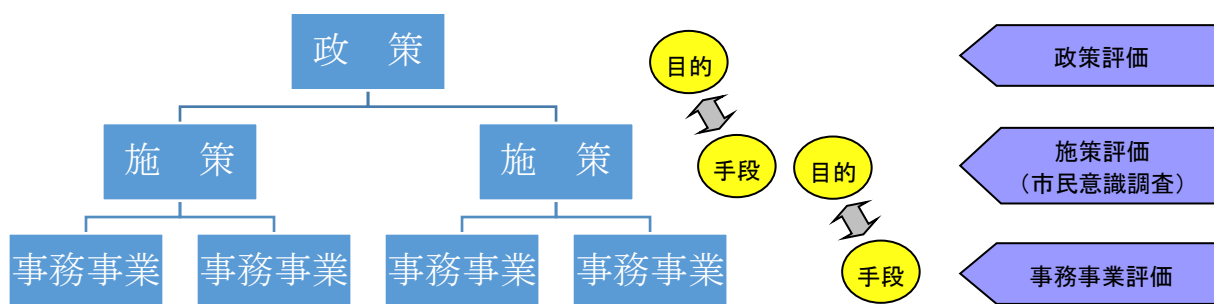 政　策
目的
政策評価
施　策
施　策
手段
目的
施策評価
（市民意識調査）
事務事業
事務事業
事務事業
事務事業
手段
事務事業評価